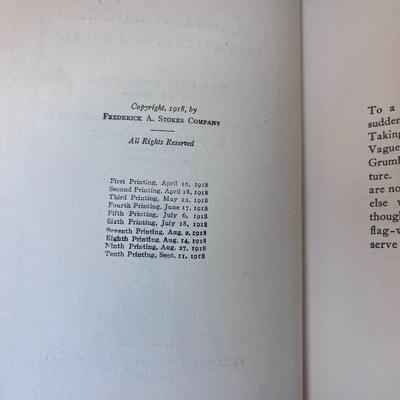 Copyright, 1918, by
FREDERICK A. STOKES COMPANY
All Rights Reserved
First Printing, April 10, 1918
Second Printing, April 18, 1918
Third Printing, May 23, 1918
Fourth Printing, June 17, 1918
Fifth Printing, July 6, 1918
Sixth Printing, July 18, 1918
Seventh Printing, Aug. 2, 1918
Eighth Printing, Aug. 14, 1918
Ninth Printing, Aug. 27, 1918
Tenth Printing, Sept. 11, 1918
To a
sudden
Taking
Vague
Grumb
ture.
are no
else w
though
flag-w
serve